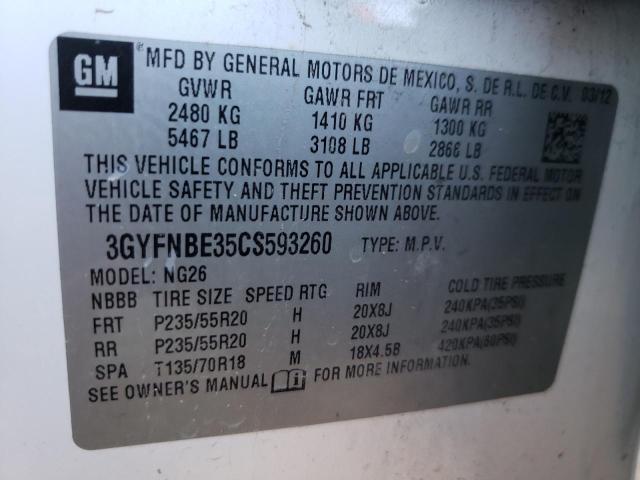 GM
MFD BY GENERAL MOTORS DE MEXICO, S. DE R.L. DE C.V. 03/12
GVWR GAWR FRT GAWR RR
2480 KG 1410 KG 1300 KG
5467 LB 3108 LB 2866 LB
THIS VEHICLE CONFORMS TO ALL APPLICABLE U.S. FEDERAL MOTOR
VEHICLE SAFETY AND THEFT PREVENTION STANDARDS IN EFFECT ON
THE DATE OF MANUFACTURE SHOWN ABOVE.
3GYFNBE35CS593260 TYPE: M.P.V.
MODEL: NG26
NBBB TIRE SIZE SPEED RTG RIM COLD TIRE PRESSURE
FRT P235/55R20 H 20X8J 240KPA(35PSI)
RR P235/55R20 H 20X8J 240KPA(35PSI)
SPA T135/70R18 M 18X4.5B 420KPA(60PSI)
SEE OWNER'S MANUAL FOR MORE INFORMATION.